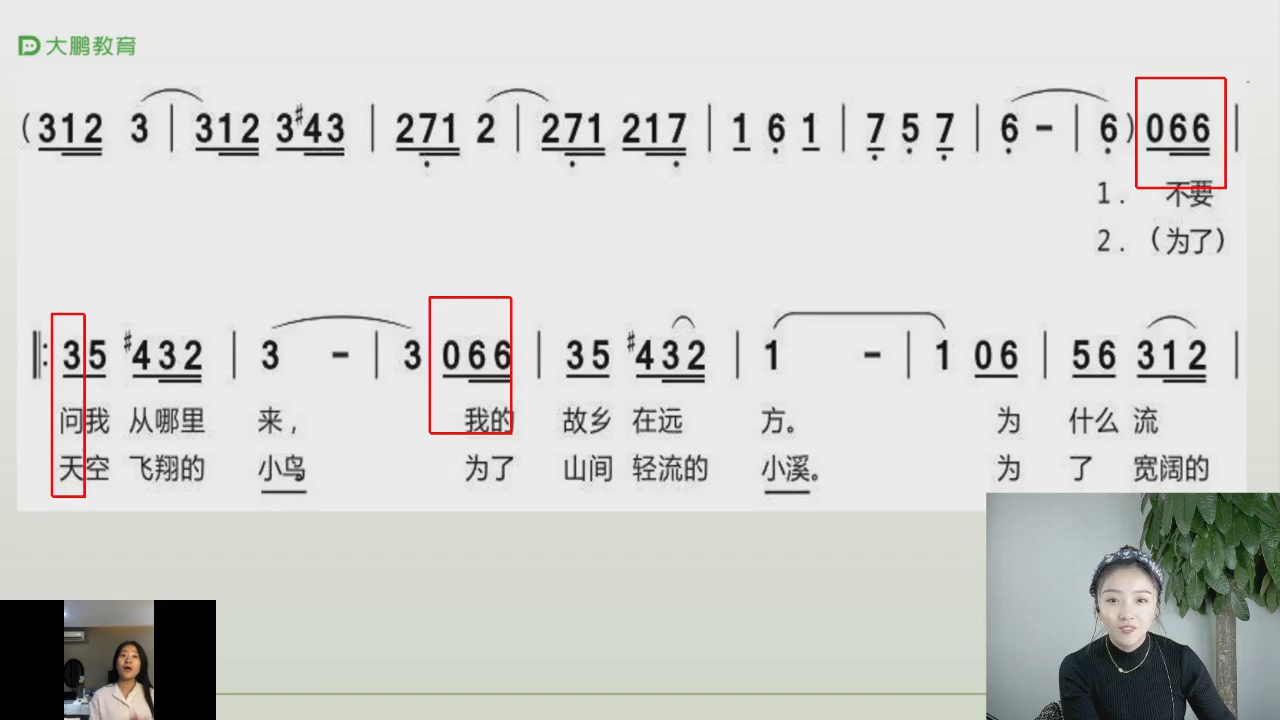 大鹏教育
(312 3 | 312 3#43 | 271 2 | 271 217 | 1 6 1 | 7 5 7 | 6 - | 6) 066 |
1. 不要
2. (为了)
‖: 35 #432 | 3 - | 3 066 | 35 #432 | 1 - | 1 06 | 56 312 |
问我 从哪里 来, 我的 故乡 在远 方。 为 什么 流
天空 飞翔的 小鸟 为了 山间 轻流的 小溪。 为 了 宽阔的